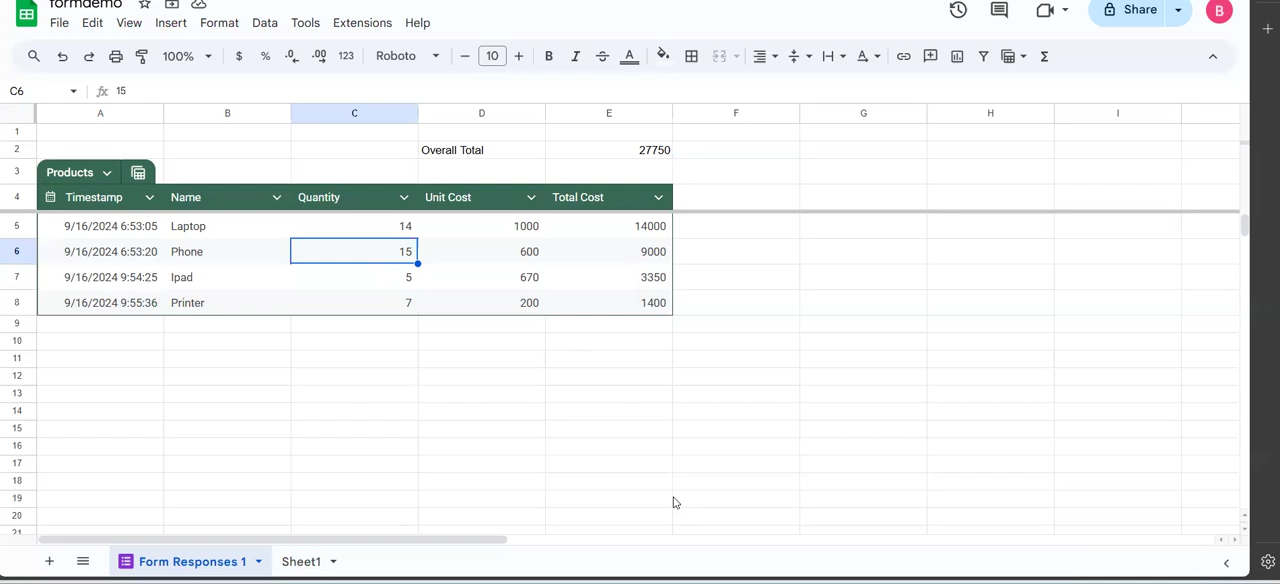 formdemo
File Edit View Insert Format Data Tools Extensions Help
Share
B
100% $ % .0 .00 123 Roboto 10 B I S A A Σ
C6 fx 15
A B C D E F G H I
1
2 Overall Total 27750
3 Products
4 Timestamp Name Quantity Unit Cost Total Cost
5 9/16/2024 6:53:05 Laptop 14 1000 14000
6 9/16/2024 6:53:20 Phone 15 600 9000
7 9/16/2024 9:54:25 Ipad 5 670 3350
8 9/16/2024 9:55:36 Printer 7 200 1400
9
10
11
12
13
14
15
16
17
18
19
20
21
Form Responses 1 Sheet1